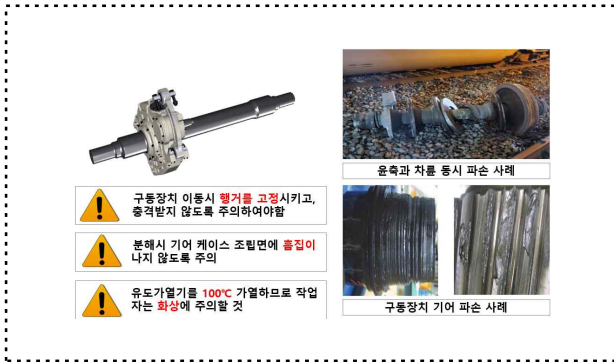 구동장치 이동시 행거를 고정시키고,
충격받지 않도록 주의하여야함
분해시 기어 케이스 조립면에 흠집이
나지 않도록 주의
유도가열기를 100℃ 가열하므로 작업
자는 화상에 주의할 것
윤축과 차륜 동시 파손 사례
구동장치 기어 파손 사례